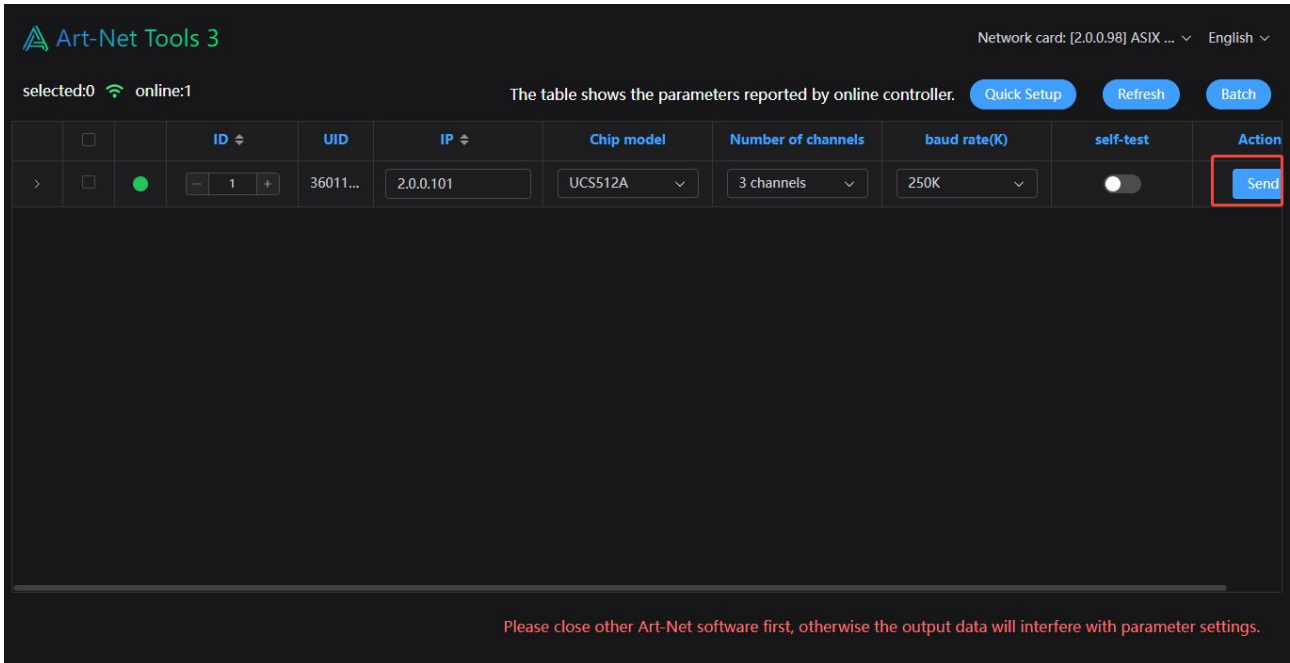 Art-Net Tools 3
Network card: [2.0.0.98] ASIX ... English
selected:0 online:1
The table shows the parameters reported by online controller. Quick Setup Refresh Batch
ID UID IP Chip model Number of channels baud rate(K) self-test Action
1 36011... 2.0.0.101 UCS512A 3 channels 250K Send
Please close other Art-Net software first, otherwise the output data will interfere with parameter settings.